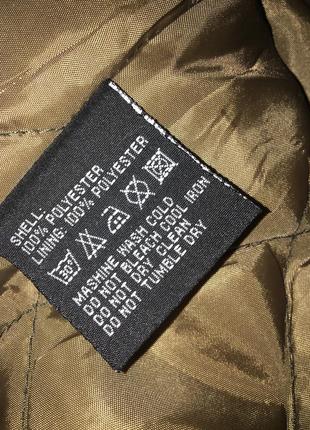 SHELL:
100% POLYESTER
LINING: 100% POLYESTER
30
MASHINE WASH COLD
DO NOT BLEACH COOL IRON
DO NOT DRY CLEAN
DO NOT TUMBLE DRY